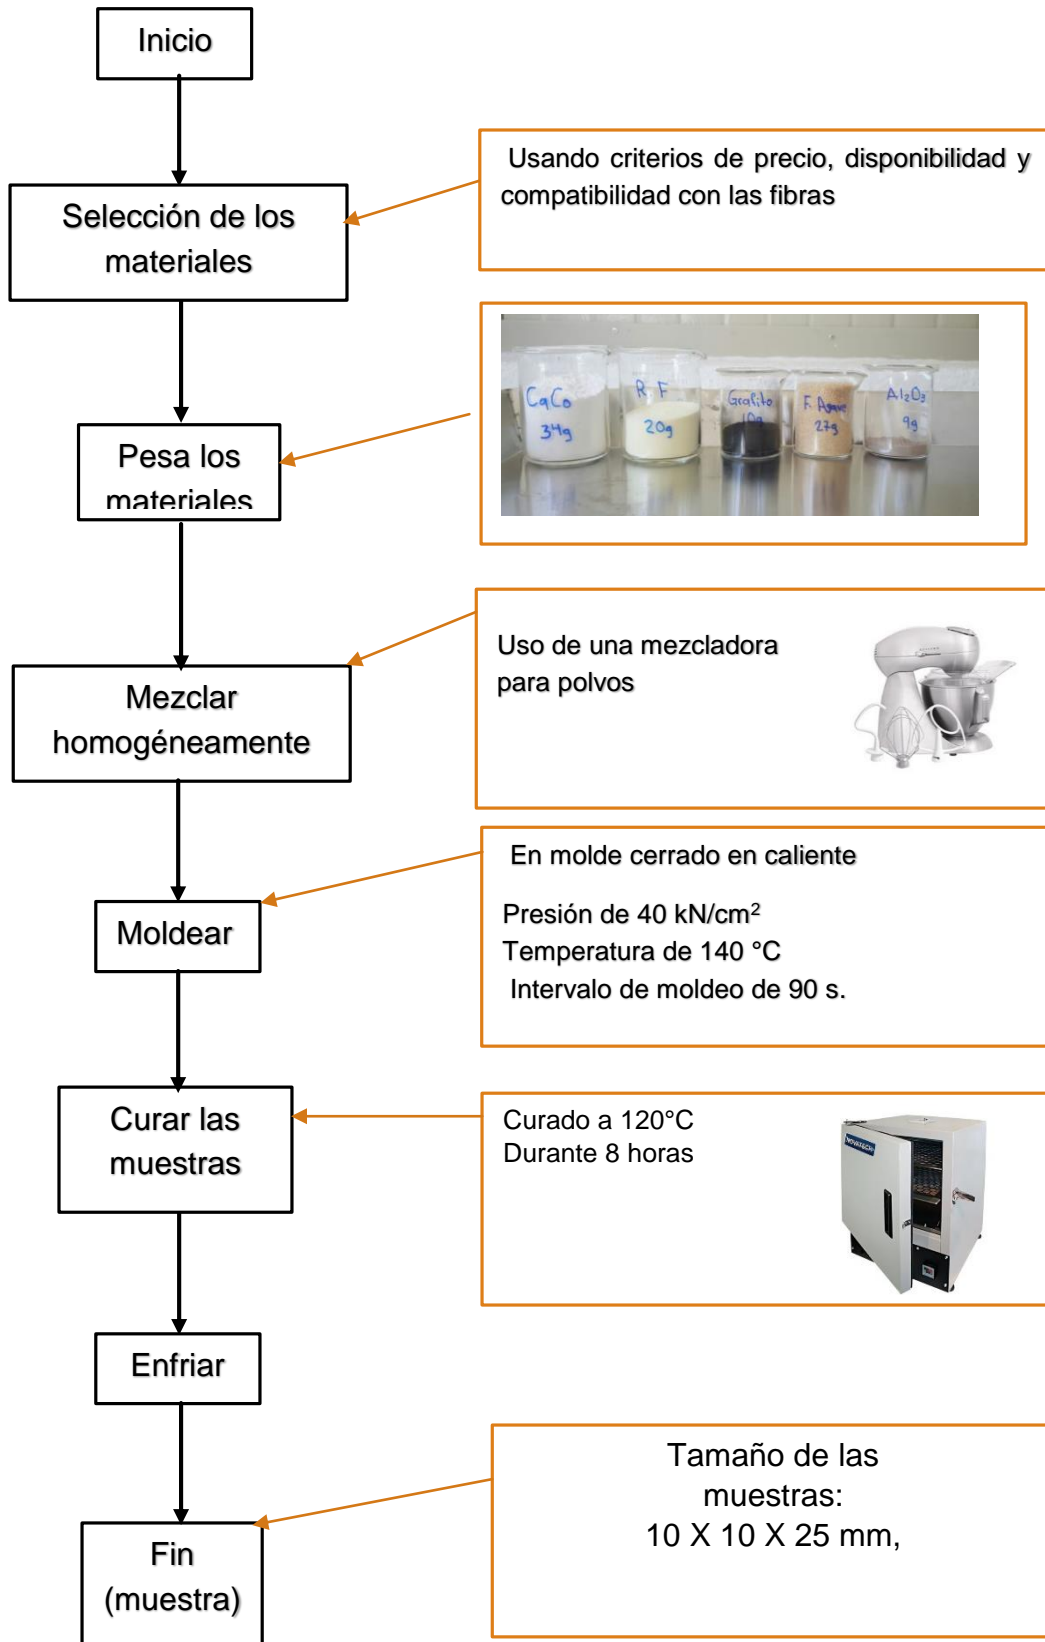 Inicio
Usando criterios de precio, disponibilidad y
compatibilidad con las fibras
Selección de los
materiales
CaCo
34g
R F
20g
Grafito
10g
F. Agave
27g
Al2O3
9g
Pesa los
materiales
Uso de una mezcladora
para polvos
Mezclar
homogéneamente
En molde cerrado en caliente
Presión de 40 kN/cm²
Temperatura de 140 °C
Intervalo de moldeo de 90 s.
Moldear
Curado a 120°C
Durante 8 horas
NOVATECH
Curar las
muestras
Enfriar
Tamaño de las
muestras:
10 X 10 X 25 mm,
Fin
(muestra)